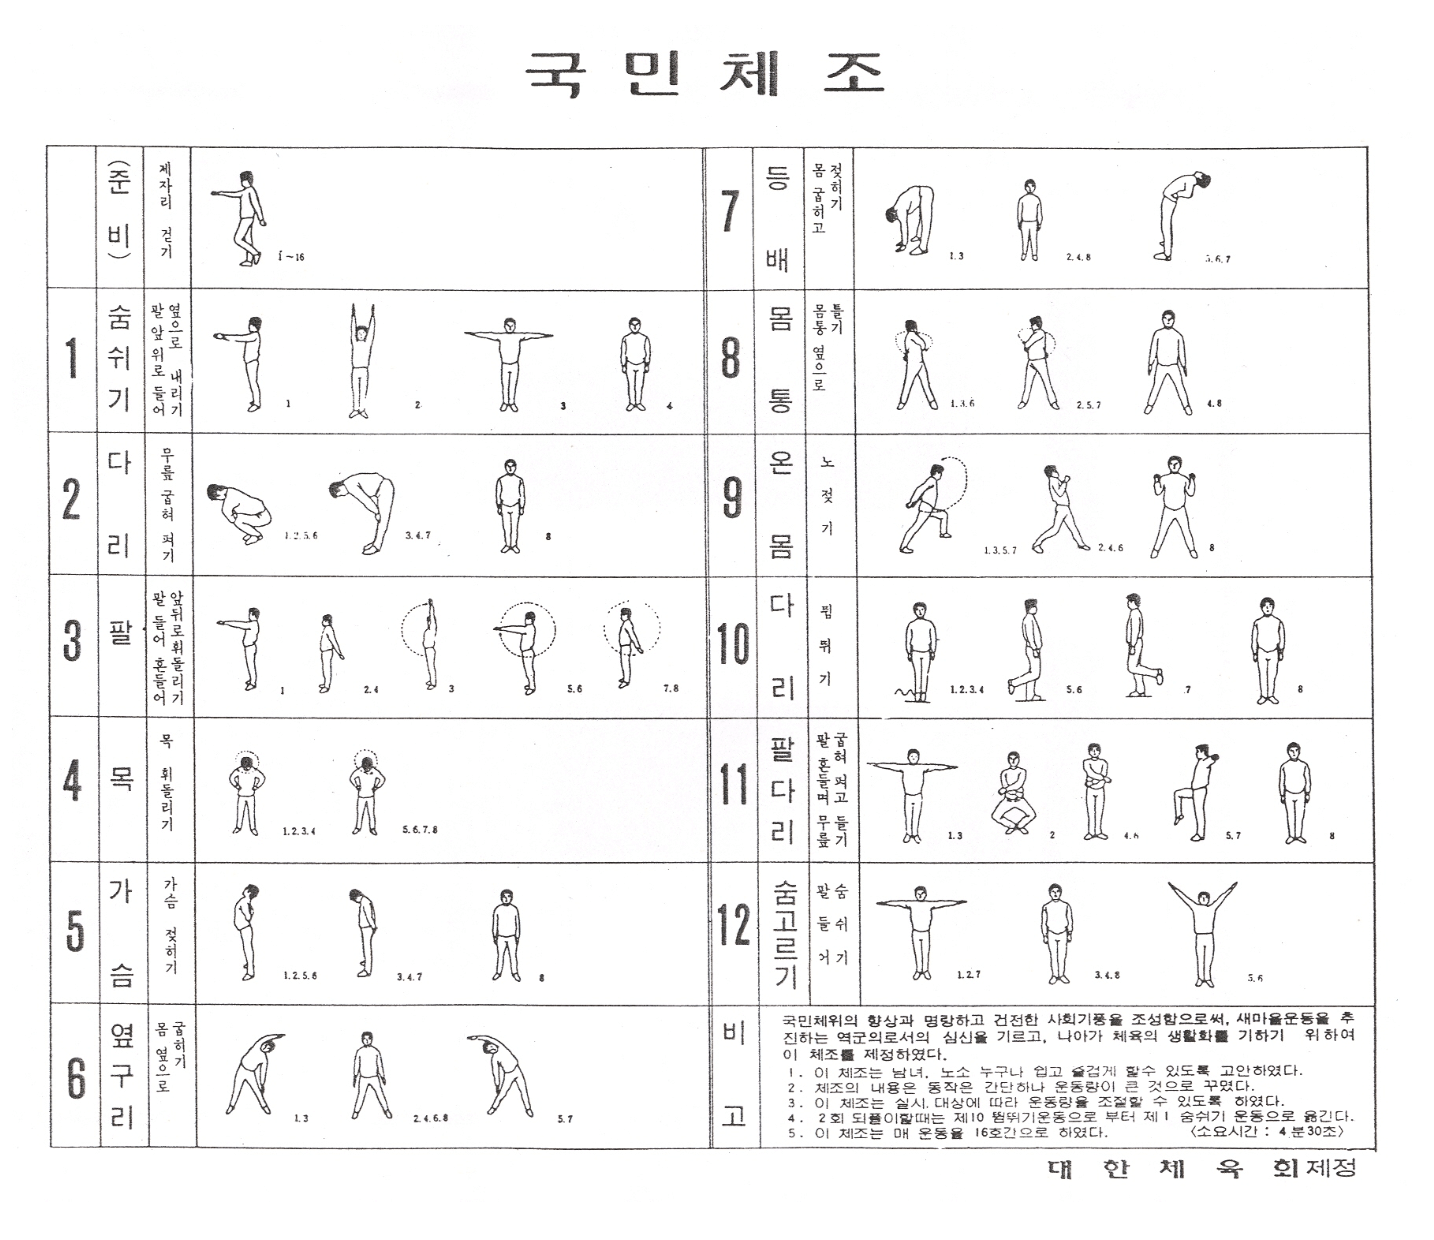 국민체조
(준비)
제자리 걷기
1~16
1
숨쉬기
팔 앞 위로 들어
옆으로 내리기
1
2
3
4
2
다리
무릎 굽혀 펴기
1.2.5.6
3.4.7
8
3
팔
팔 들어 흔들어
앞뒤로휘돌리기
1
2.4
3
5.6
7.8
4
목
목 휘돌리기
1.2.3.4
5.6.7.8
5
가슴
가슴 젖히기
1.2.5.6
3.4.7
8
6
옆구리
몸 옆으로
굽히기
1.3
2.4.6.8
5.7
7
등배
몸 굽히고
젖히기
1.3
2.4.8
5.6.7
8
몸통
몸통 옆으로
틀기
1.3.6
2.5.7
4.8
9
온몸
노젖기
1.3.5.7
2.4.6
8
10
다리
뜀뛰기
1.2.3.4
5.6
7
8
11
팔다리
팔 흔들며 무릎
굽혀 펴고 들기
1.3
2
4.6
5.7
8
12
숨고르기
팔들어
숨쉬기
1.2.7
3.4.8
5.6
비고
국민체위의 향상과 명랑하고 건전한 사회기풍을 조성함으로써, 새마을운동을 추
진하는 역군의로서의 심신을 기르고, 나아가 체육의 생활화를 기하기 위하여
이 체조를 제정하였다.
1. 이 체조는 남녀, 노소 누구나 쉽고 즐겁게 할수 있도록 고안하였다.
2. 체조의 내용은 동작은 간단하나 운동량이 큰 것으로 꾸몄다.
3. 이 체조는 실시. 대상에 따라 운동량을 조절할 수 있도록 하였다.
4. 2회 되풀이할때는 제10 뜀뛰기운동으로 부터 제1 숨쉬기 운동으로 옮긴다.
5. 이 체조는 매 운동을 16호간으로 하였다. 〈소요시간 : 4분30초〉
대한체육회제정